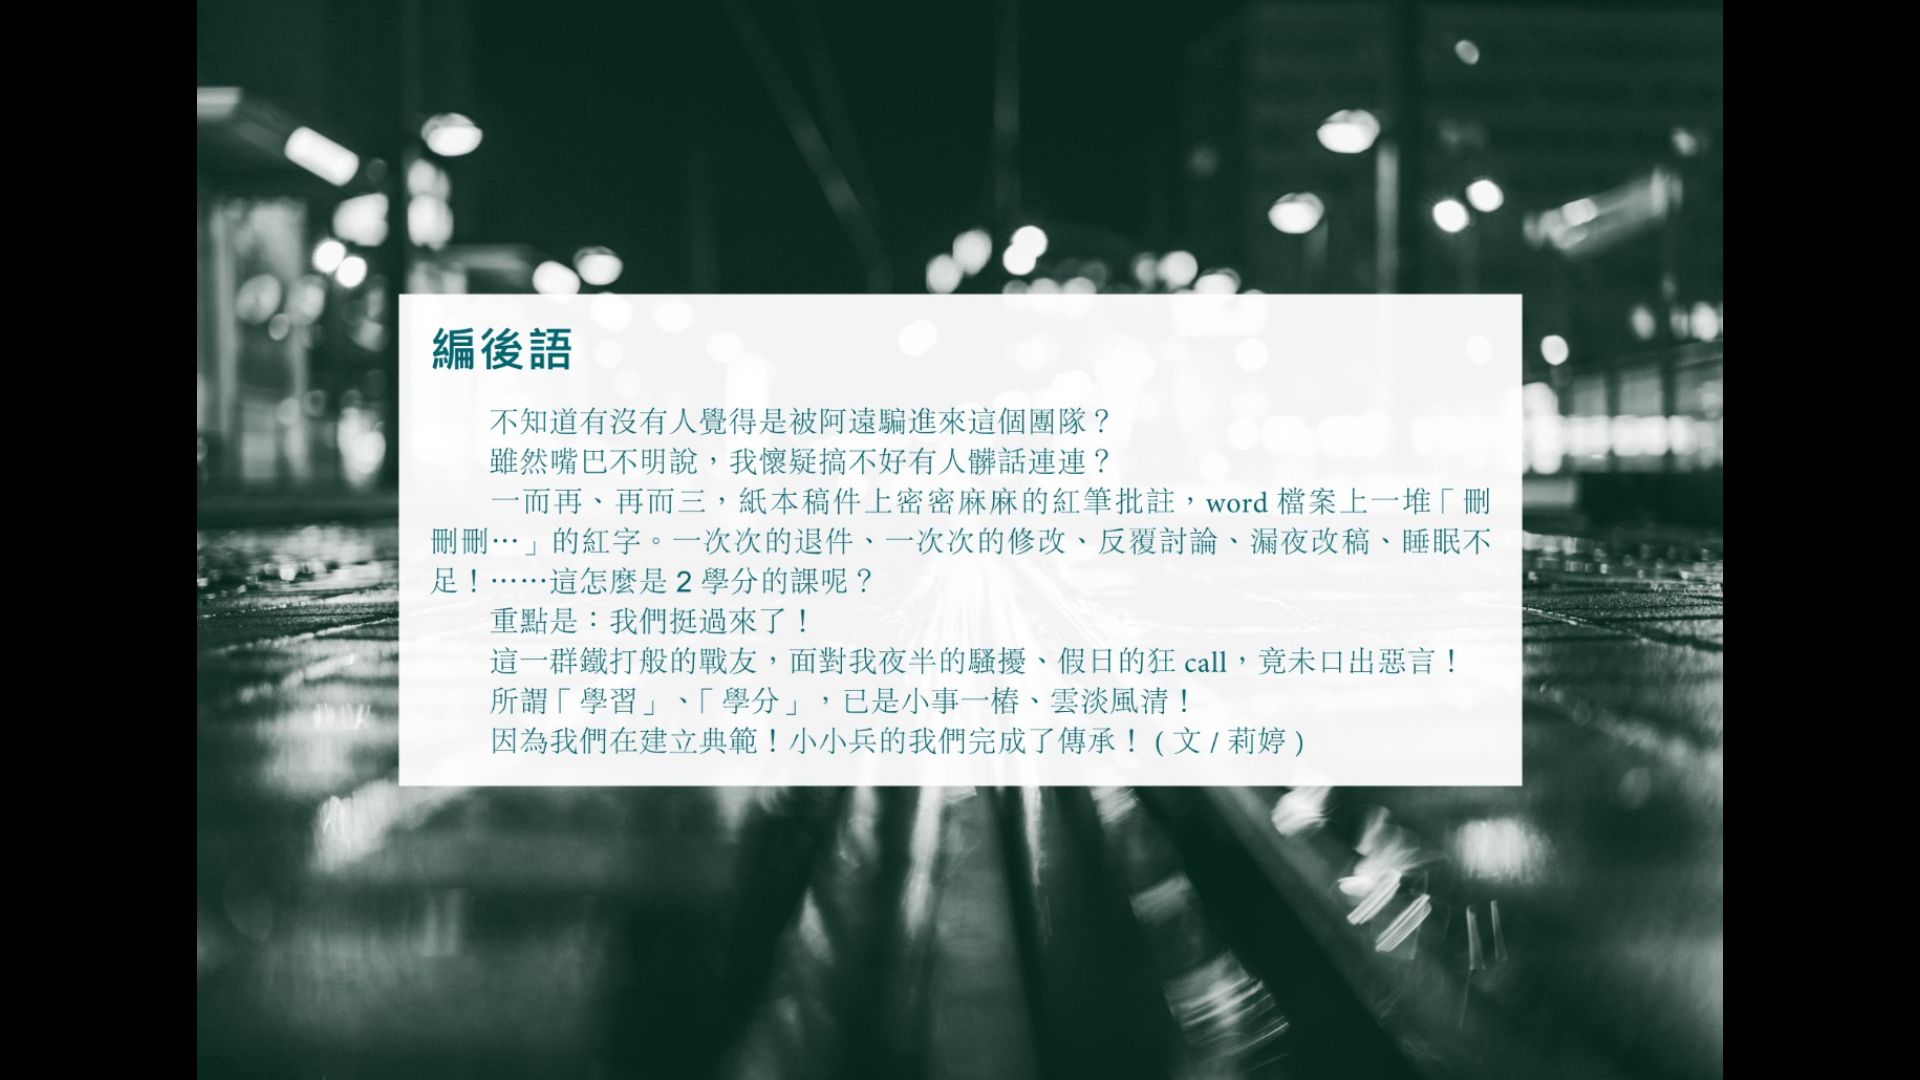 編後語
不知道有沒有人覺得是被阿遠騙進來這個團隊？
雖然嘴巴不明說，我懷疑搞不好有人髒話連連？
一而再、再而三，紙本稿件上密密麻麻的紅筆批註，word 檔案上一堆「刪
刪刪…」的紅字。一次次的退件、一次次的修改、反覆討論、漏夜改稿、睡眠不
足！……這怎麼是 2 學分的課呢？
重點是：我們挺過來了！
這一群鐵打般的戰友，面對我夜半的騷擾、假日的狂 call，竟未口出惡言！
所謂「學習」、「學分」，已是小事一樁、雲淡風清！
因為我們在建立典範！小小兵的我們完成了傳承！（文 / 莉婷）